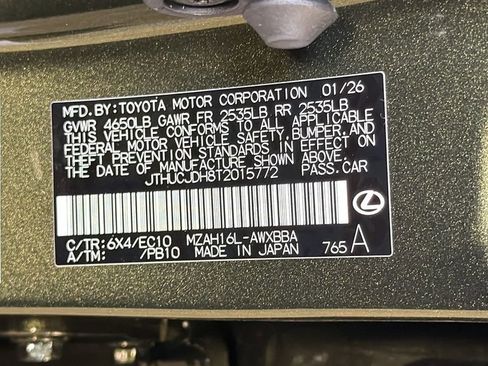 MFD.BY:TOYOTA MOTOR CORPORATION 01/26
GVWR 4650LB GAWR FR 2535LB RR 2535LB
THIS VEHICLE CONFORMS TO ALL APPLICABLE
FEDERAL MOTOR VEHICLE SAFETY,BUMPER,AND
THEFT PREVENTION STANDARDS IN EFFECT ON
THE DATE OF MANUFACTURE SHOWN ABOVE.
JTHUCJDH8T2015772 PASS.CAR
C/TR:6X4/EC10 MZAH16L-AWXBBA
A/TM: /PB10 MADE IN JAPAN 765 A